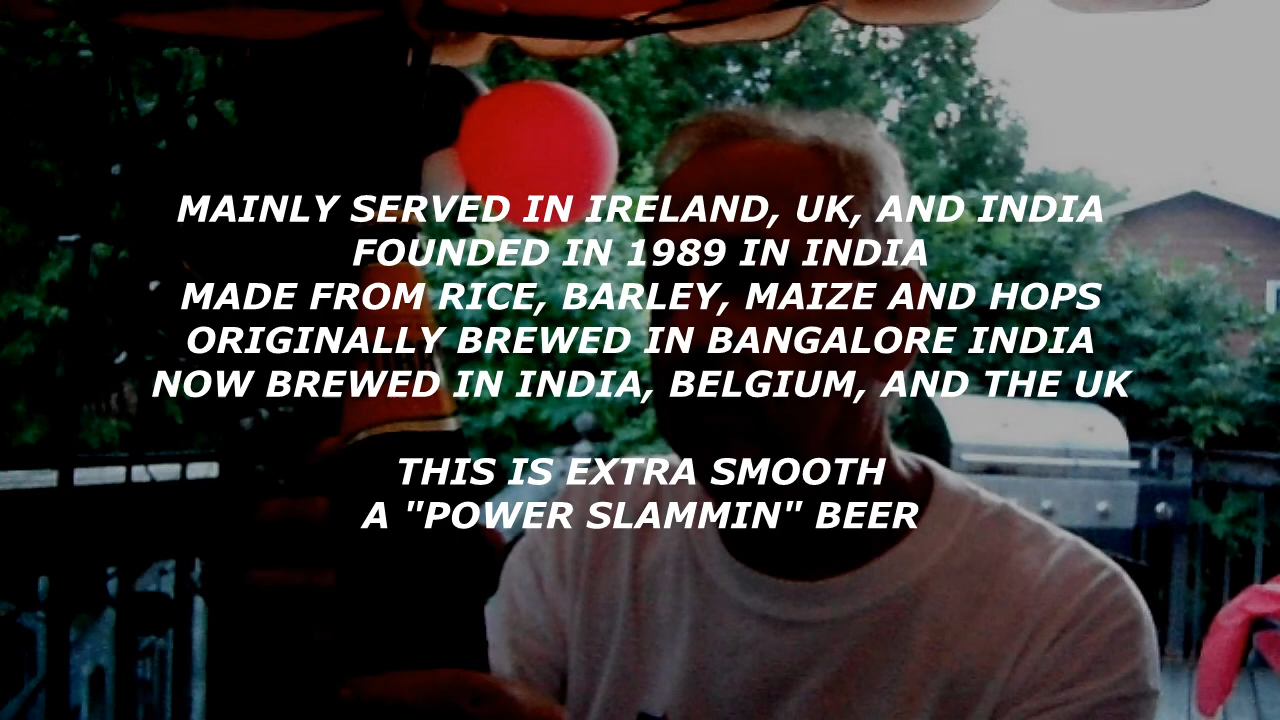 MAINLY SERVED IN IRELAND, UK, AND INDIA
FOUNDED IN 1989 IN INDIA
MADE FROM RICE, BARLEY, MAIZE AND HOPS
ORIGINALLY BREWED IN BANGALORE INDIA
NOW BREWED IN INDIA, BELGIUM, AND THE UK
THIS IS EXTRA SMOOTH
A "POWER SLAMMIN" BEER